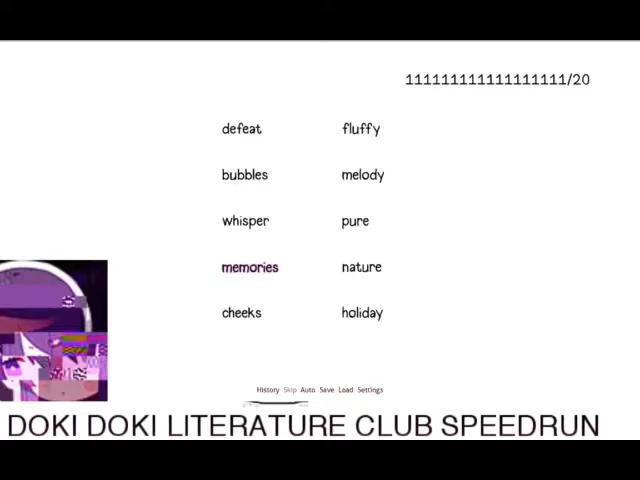 111111111111111111/20
defeat fluffy
bubbles melody
whisper pure
memories nature
cheeks holiday
History Skip Auto Save Load Settings
DOKI DOKI LITERATURE CLUB SPEEDRUN